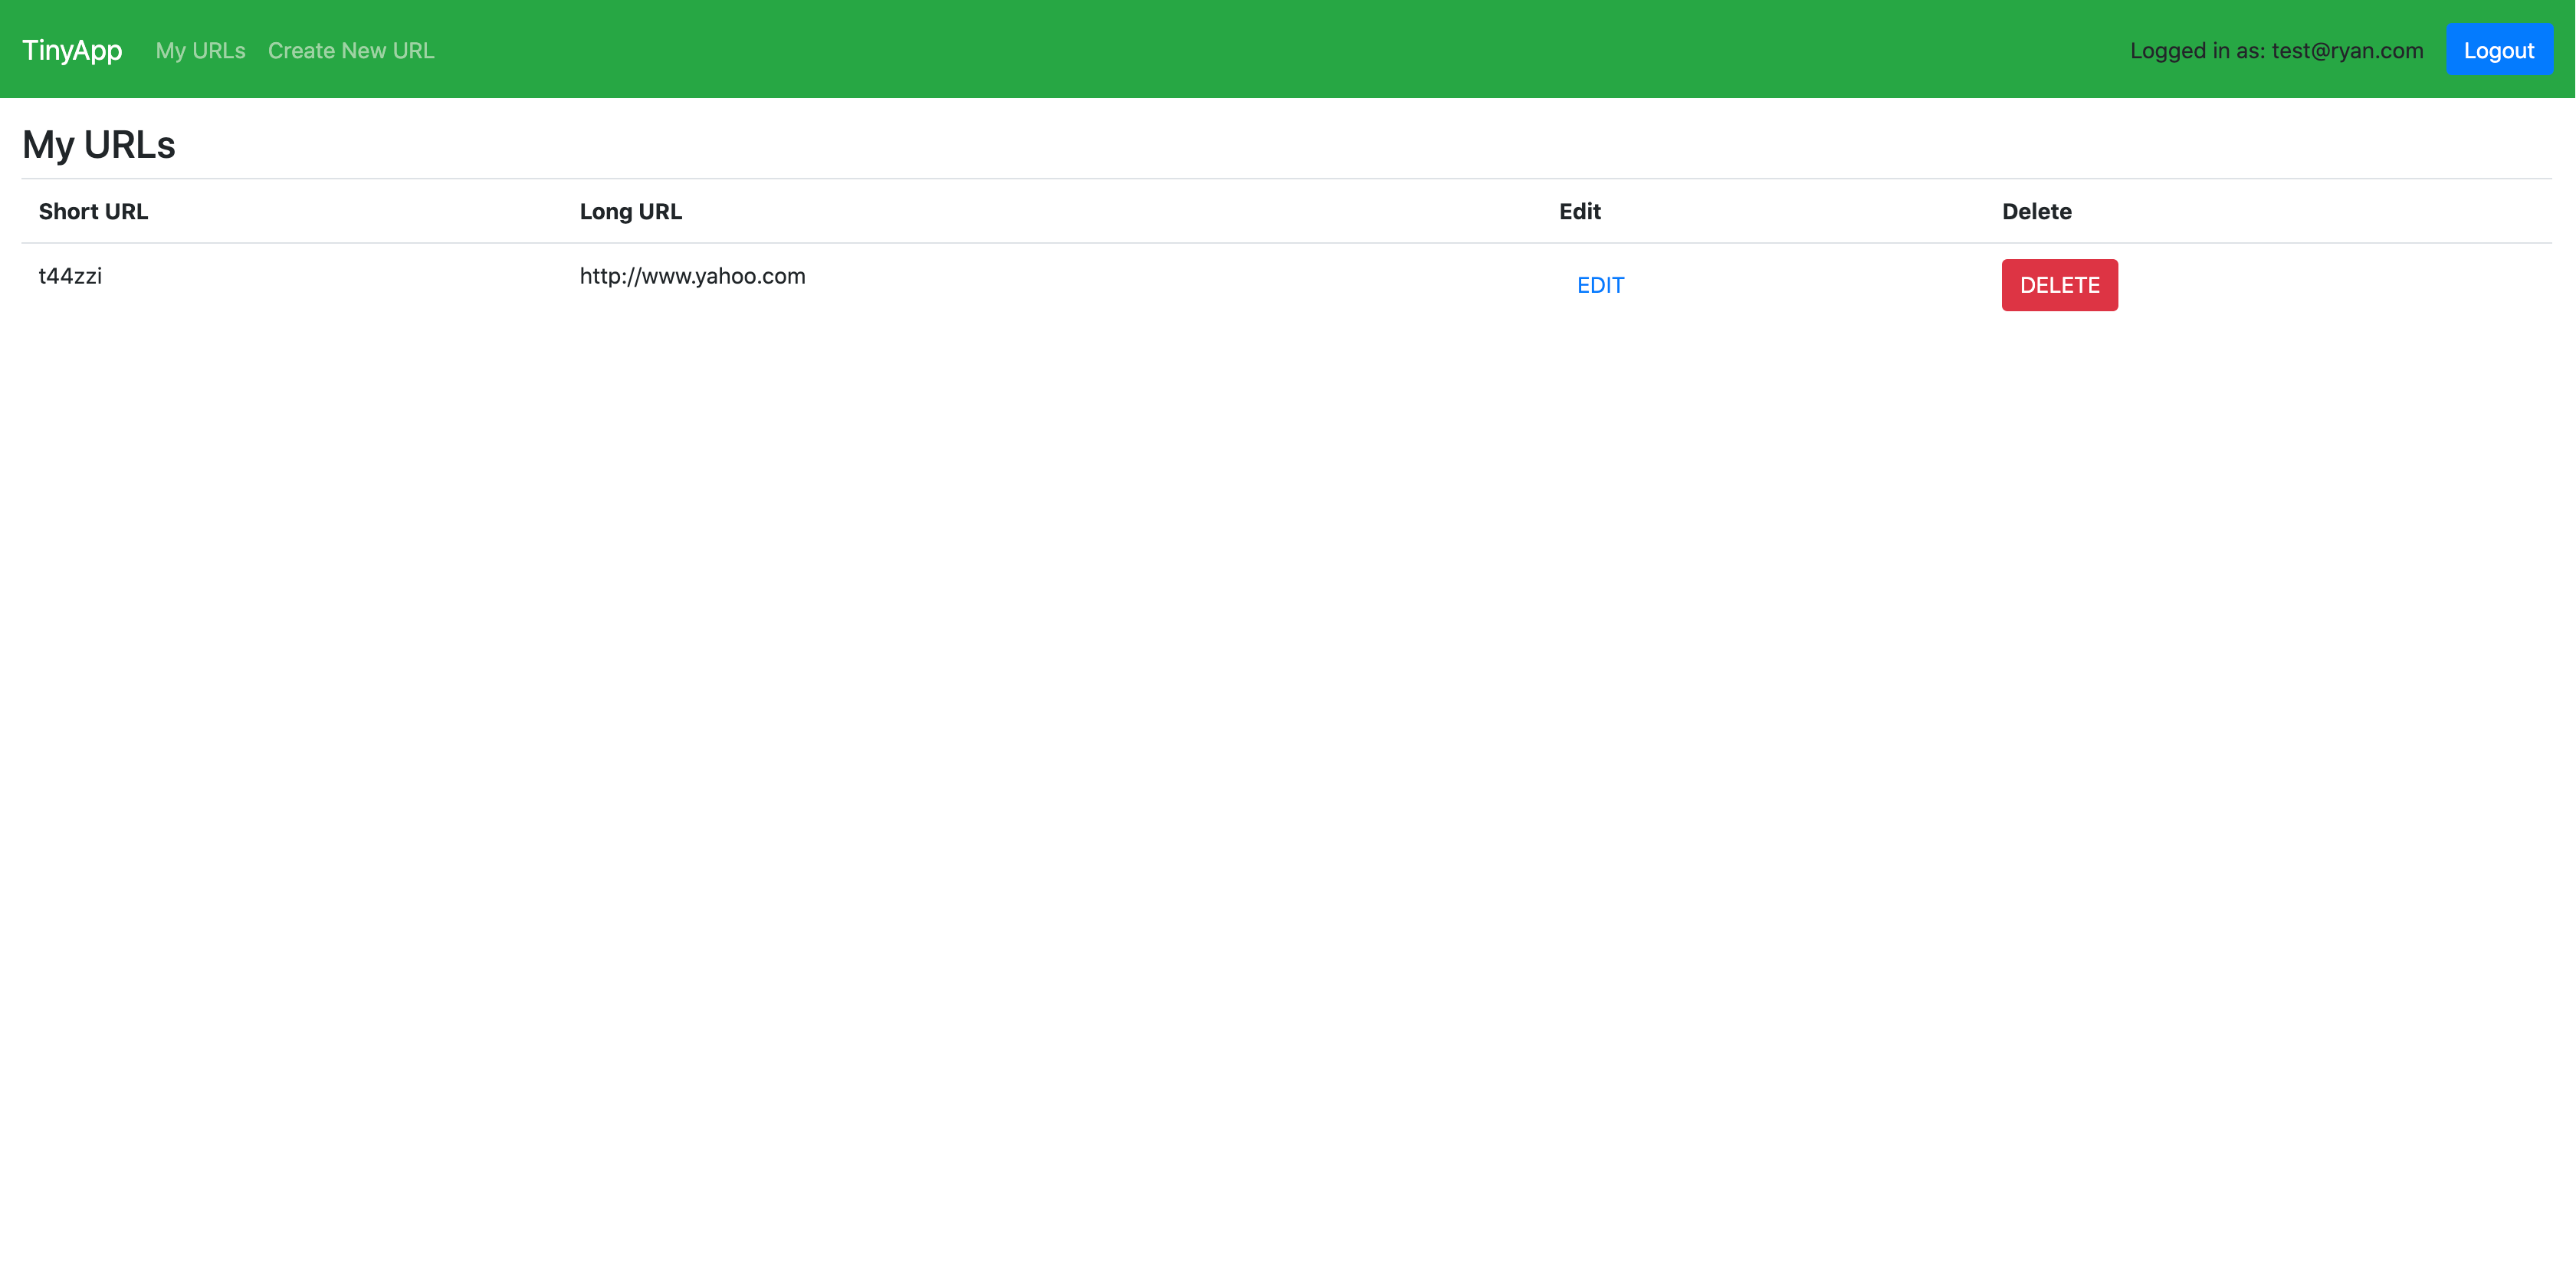 TinyApp My URLs Create New URL Logged in as: test@ryan.com Logout
My URLs
Short URL Long URL Edit Delete
t44zzi http://www.yahoo.com EDIT DELETE